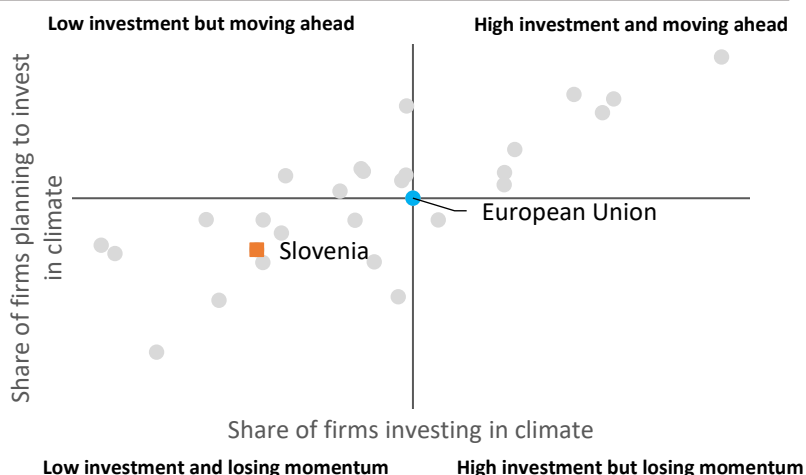 Low investment but moving ahead
High investment and moving ahead
Share of firms planning to invest
in climate
European Union
Slovenia
Share of firms investing in climate
Low investment and losing momentum
High investment but losing momentum